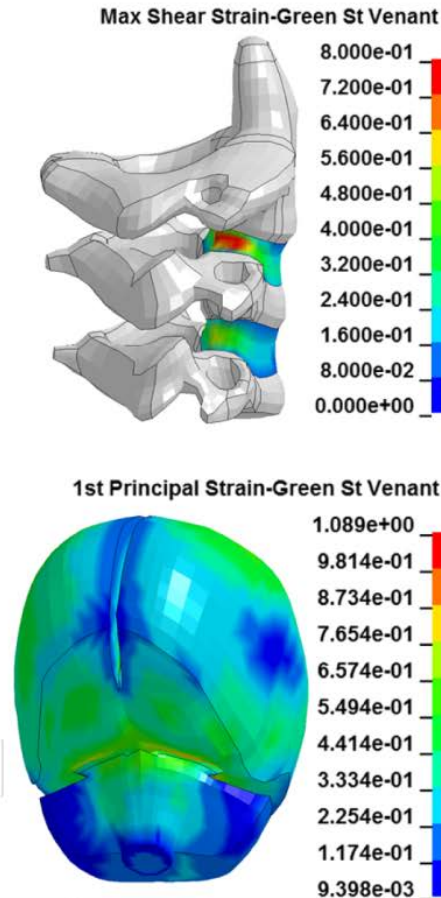 Max Shear Strain-Green St Venant
8.000e-01
7.200e-01
6.400e-01
5.600e-01
4.800e-01
4.000e-01
3.200e-01
2.400e-01
1.600e-01
8.000e-02
0.000e+00
1st Principal Strain-Green St Venant
1.089e+00
9.814e-01
8.734e-01
7.654e-01
6.574e-01
5.494e-01
4.414e-01
3.334e-01
2.254e-01
1.174e-01
9.398e-03